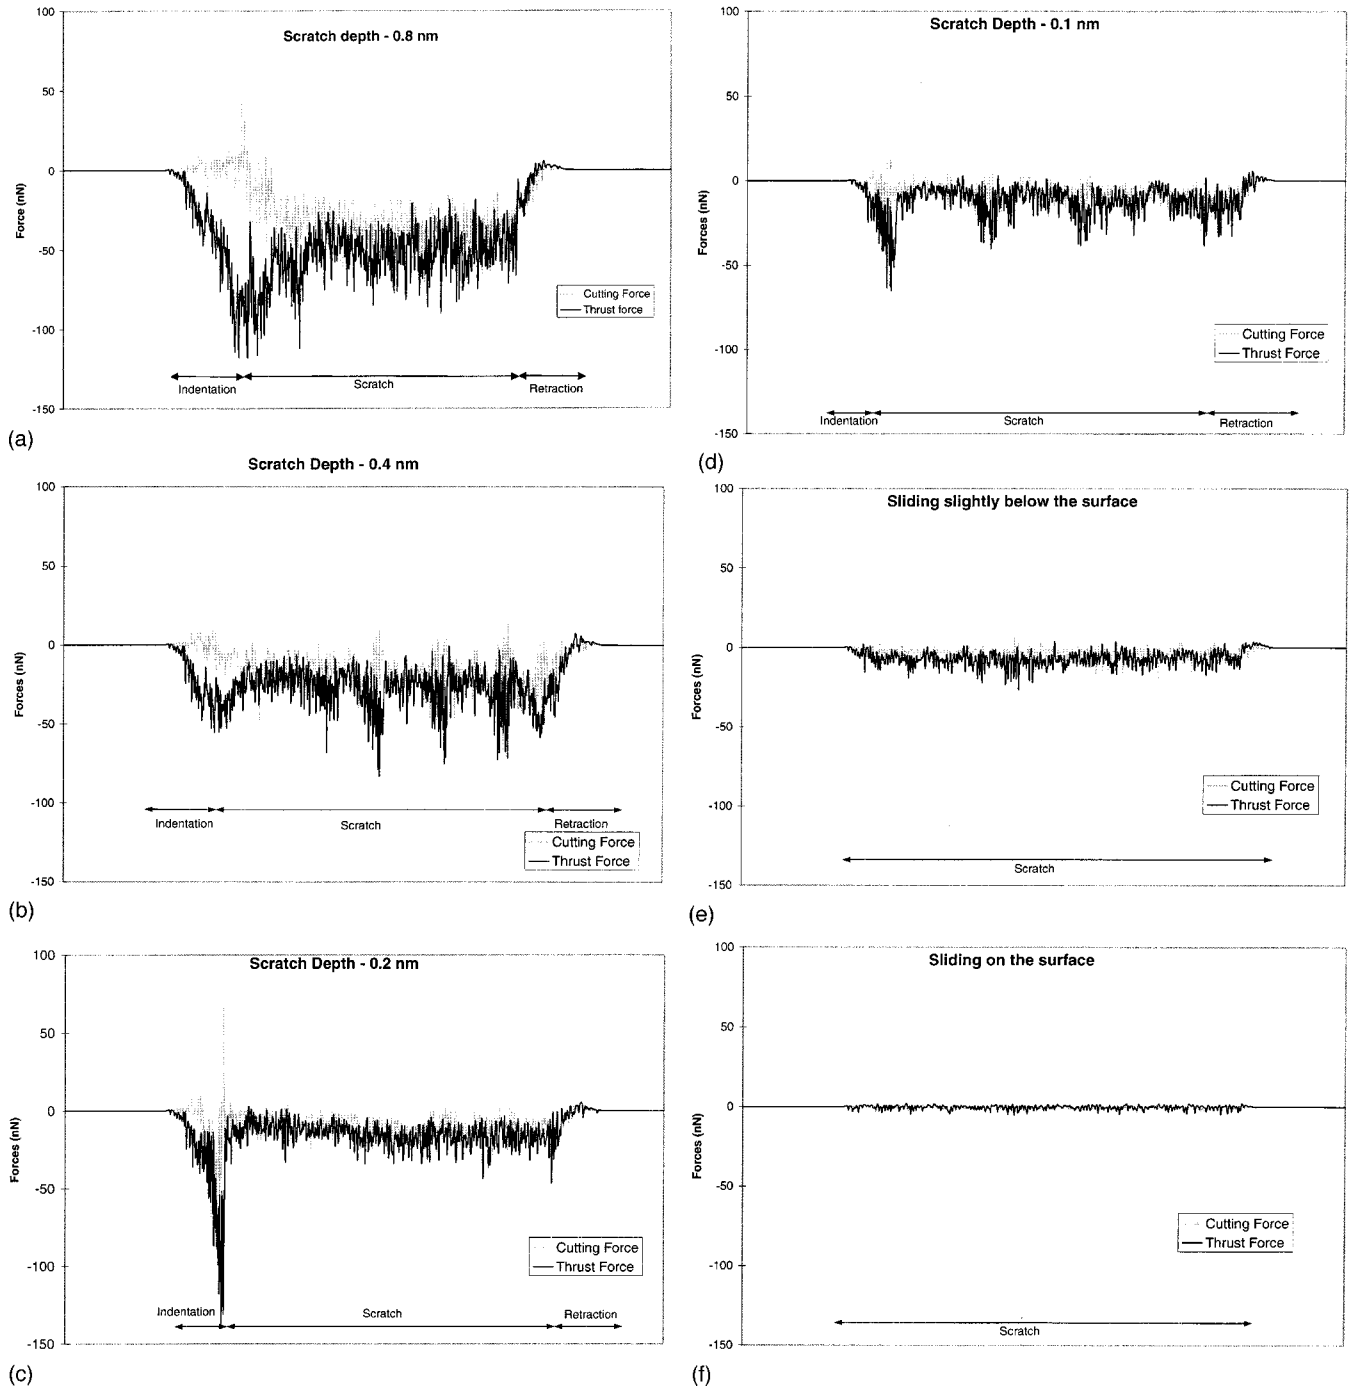 Scratch depth - 0.8 nm
100
50
0
-50
-100
-150
Force (nN)
Cutting Force
Thrust force
Indentation
Scratch
Retraction
(a)
Scratch Depth - 0.4 nm
100
50
0
-50
-100
-150
Forces (nN)
Indentation
Scratch
Retraction
Cutting Force
Thrust Force
(b)
Scratch Depth - 0.2 nm
100
50
0
-50
-100
-150
Forces (nN)
Cutting Force
Thrust Force
Indentation
Scratch
Retraction
(c)
Scratch Depth - 0.1 nm
100
50
0
-50
-100
-150
Forces (nN)
Cutting Force
Thrust Force
Indentation
Scratch
Retraction
(d)
Sliding slightly below the surface
100
50
0
-50
-100
-150
Forces (nN)
Cutting Force
Thrust Force
Scratch
(e)
Sliding on the surface
100
50
0
-50
-100
-150
Forces (nN)
Cutting Force
Thrust Force
Scratch
(f)